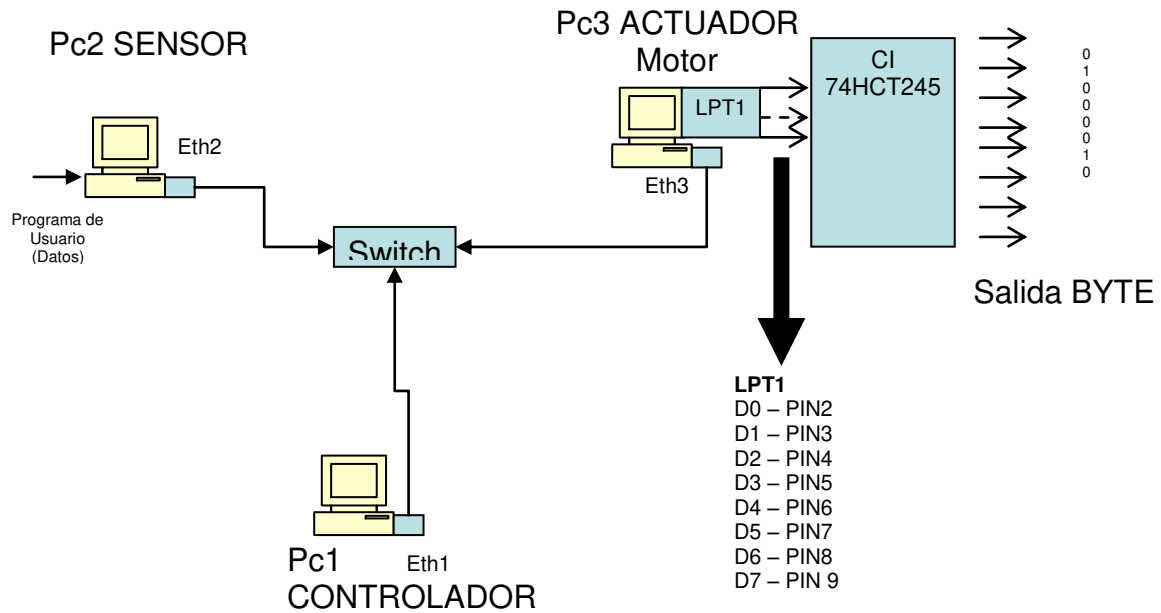 Pc2 SENSOR
Eth2
Programa de
Usuario
(Datos)
Pc3 ACTUADOR
Motor
LPT1
Eth3
CI
74HCT245
0
1
0
0
0
0
1
0
Salida BYTE
Switch
LPT1
D0 – PIN2
D1 – PIN3
D2 – PIN4
D3 – PIN5
D4 – PIN6
D5 – PIN7
D6 – PIN8
D7 – PIN 9
Pc1
Eth1
CONTROLADOR